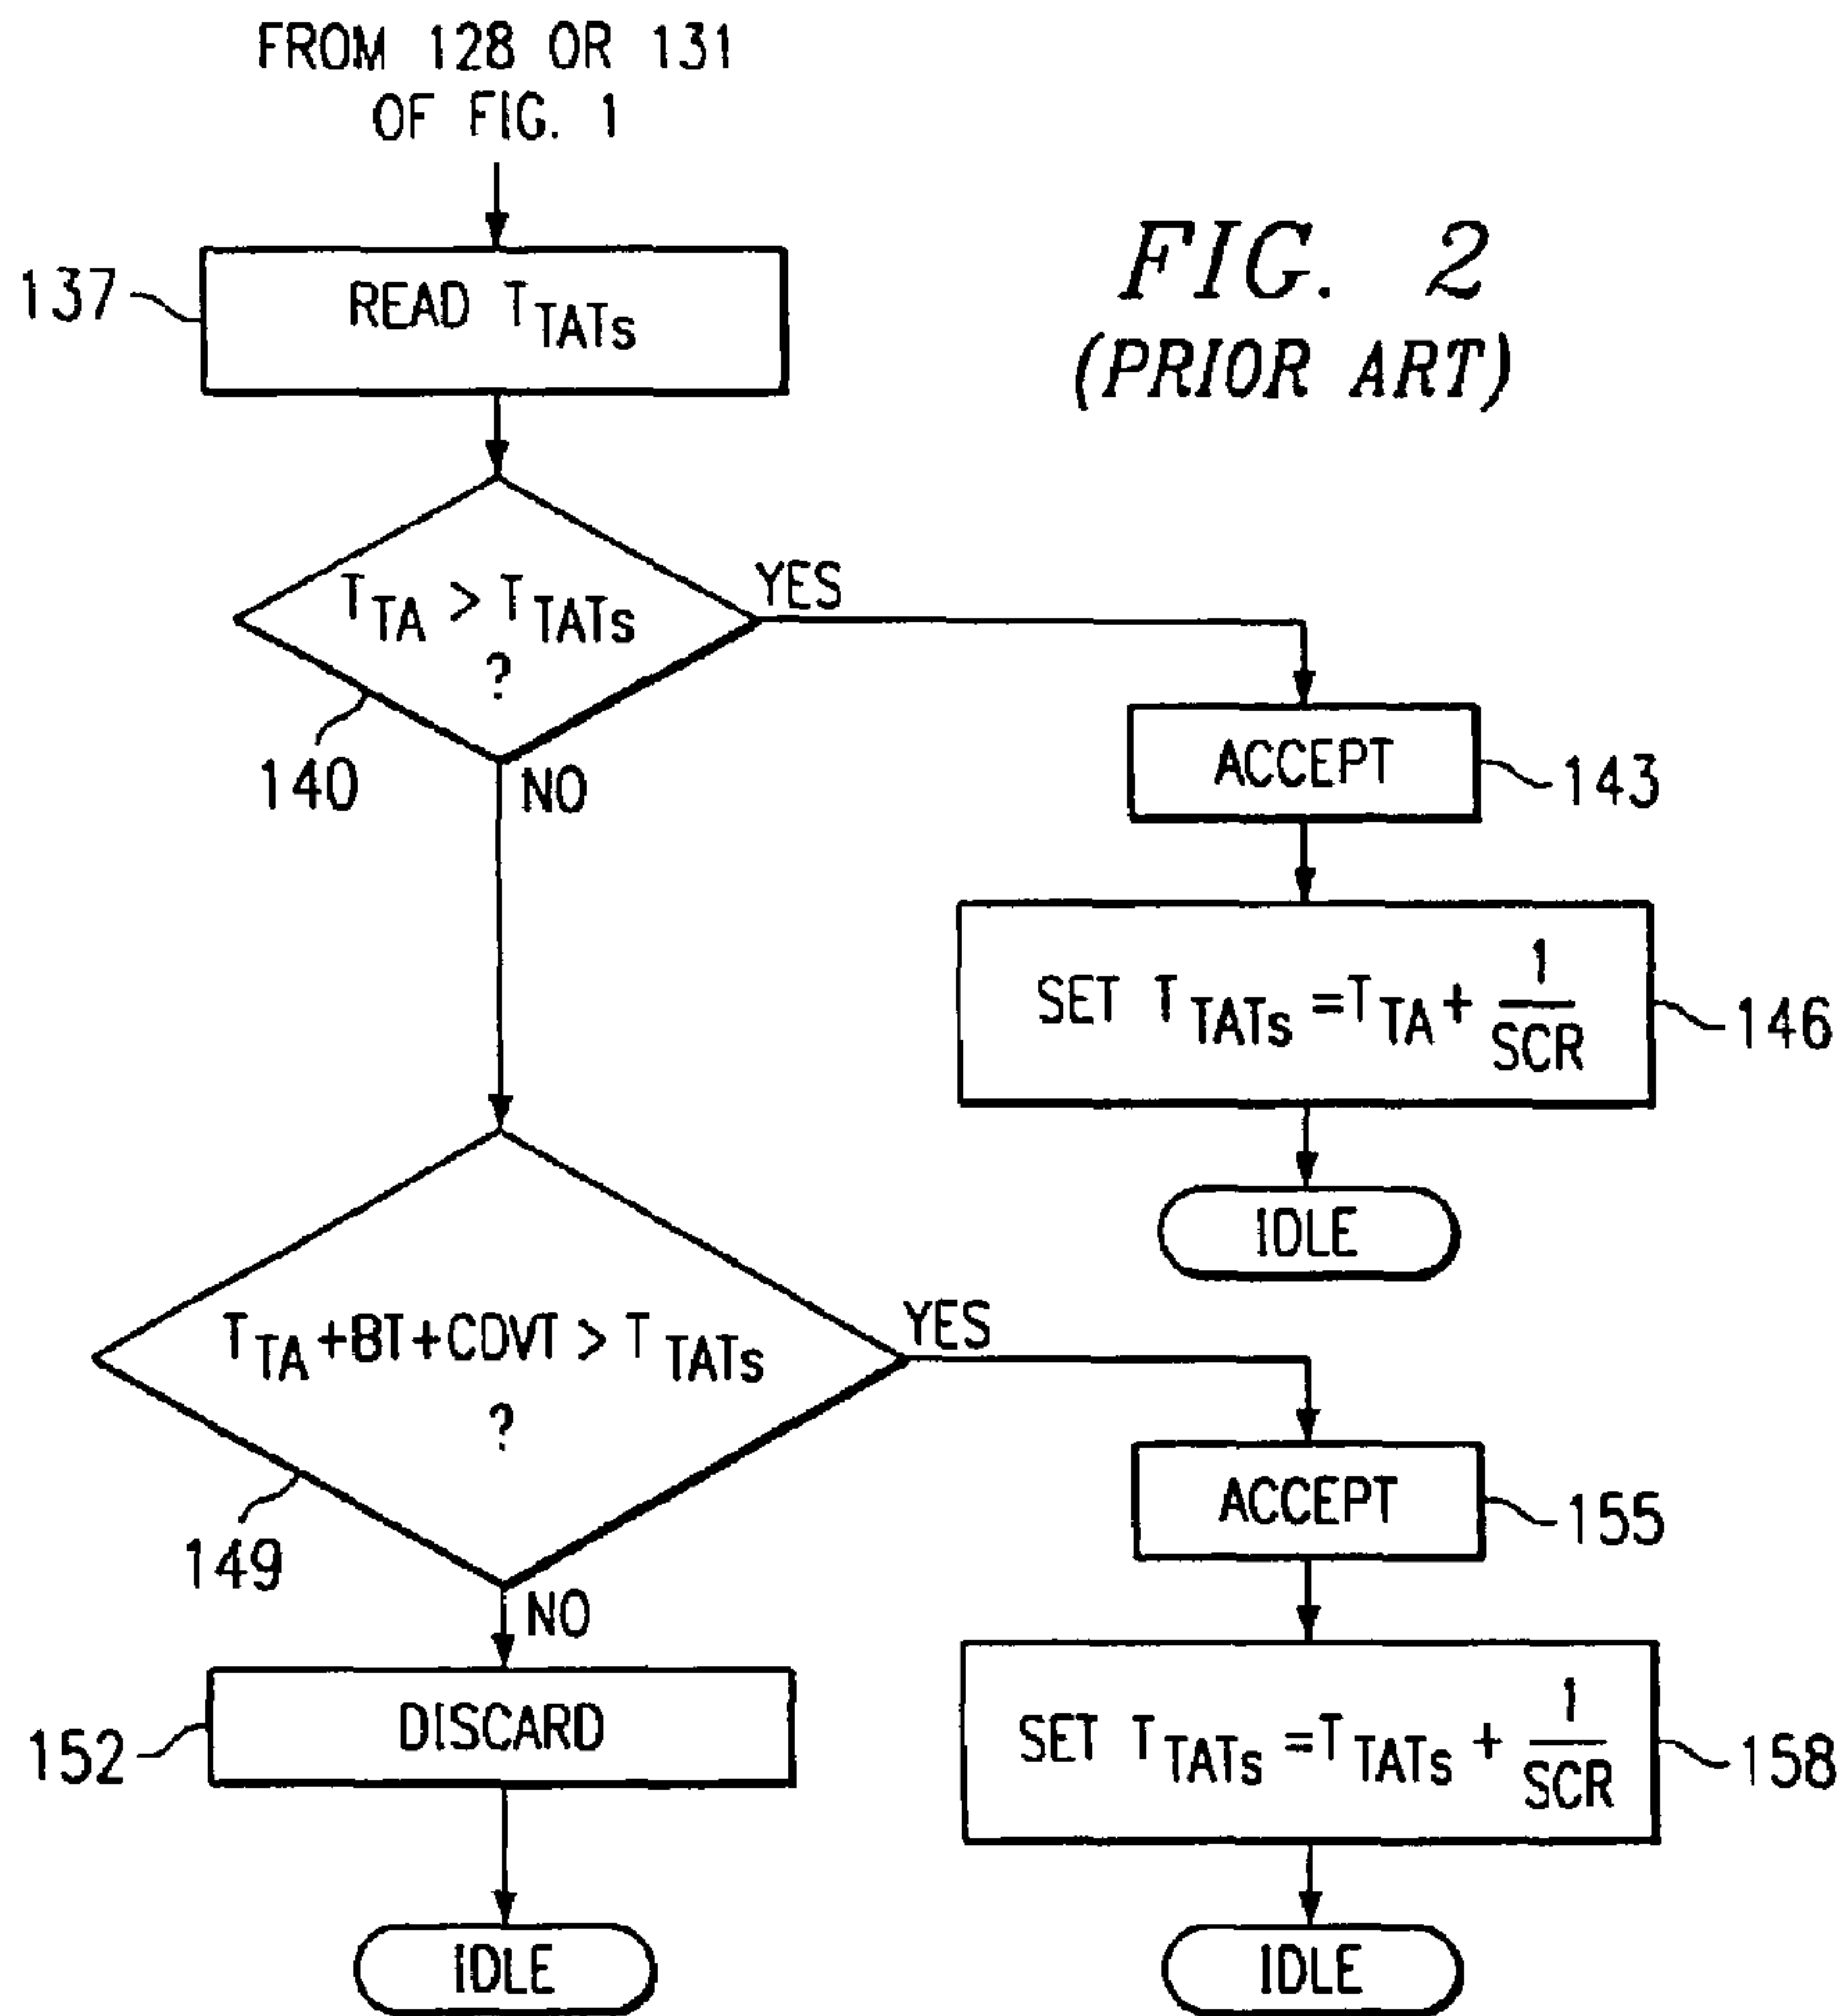 FROM 128 OR 131
OF FIG. 1
FIG. 2
(PRIOR ART)
137
READ T TATs
T TA > T TATs
?
YES
140
NO
ACCEPT
143
SET T TATs = T TA + 1/SCR
146
IDLE
T TA +BT+CDVT > T TATs
?
YES
149
NO
ACCEPT
155
DISCARD
152
SET T TATs = T TATs + 1/SCR
158
IDLE
IDLE